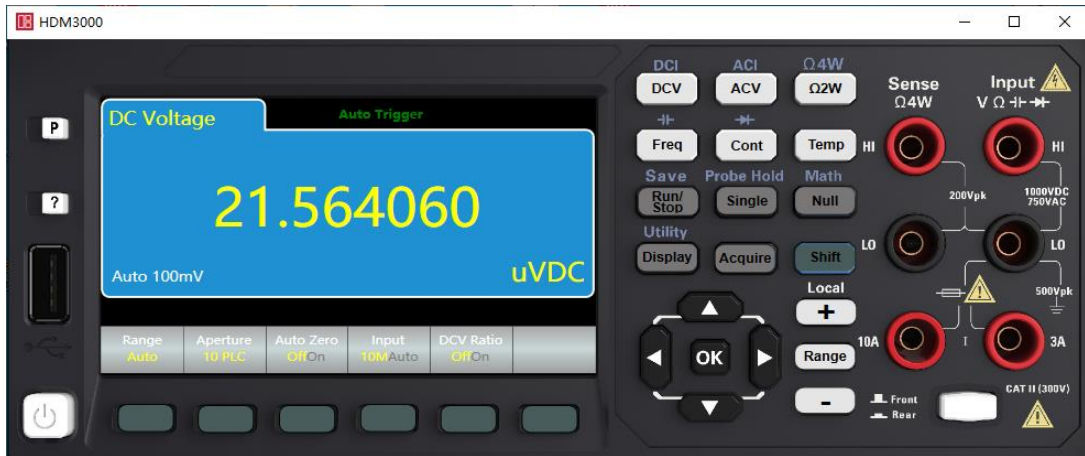 HDM3000
P
?
DC Voltage
Auto Trigger
21.564060
Auto 100mV
uVDC
Range Aperture Auto Zero Input DCV Ratio
Auto 10 PLC OffOn 10MAuto OffOn
DCI ACI Ω4W
DCV ACV Ω2W
Freq Cont Temp
Save Probe Hold Math
Run/
Stop
Single Null
Utility
Display Acquire Shift
Local
+
OK
Range
-
Sense
Ω4W
Input
V Ω
HI HI
200Vpk
1000VDC
750VAC
LO LO
500Vpk
10A I 3A
CAT II (300V)
Front
Rear